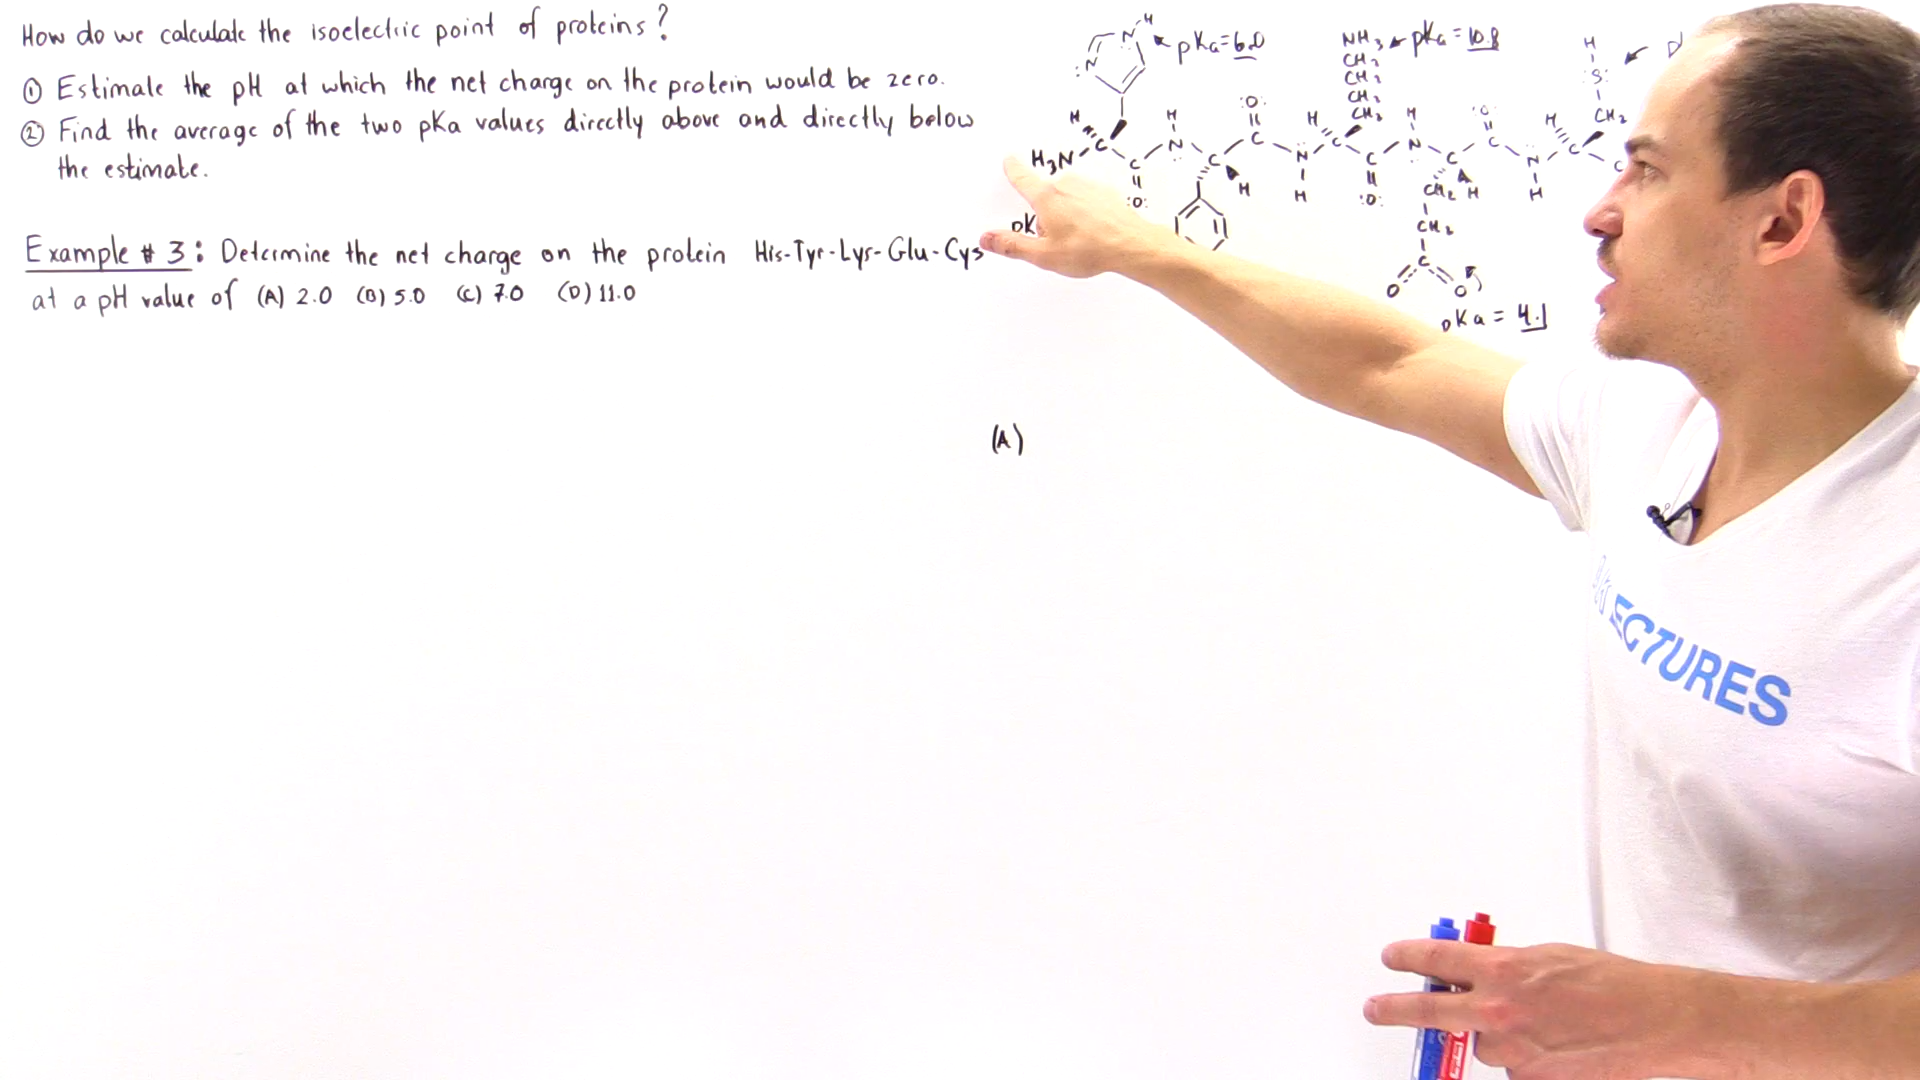 How do we calculate the isoelectric point of proteins?
① Estimate the pH at which the net charge on the protein would be zero.
② Find the average of the two pKa values directly above and directly below
the estimate.
Example # 3: Determine the net charge on the protein His-Tyr-Lys-Glu-Cys
at a pH value of (A) 2.0 (B) 5.0 (C) 7.0 (D) 11.0
pKa=6.0
NH₃ pKa=10.8
CH₂
CH₂
CH₂
CH₂
H
:S:
CH₂
H₃N
CH₂
CH₂
C
O O
pKa = 4.1
(A)
ECTURES